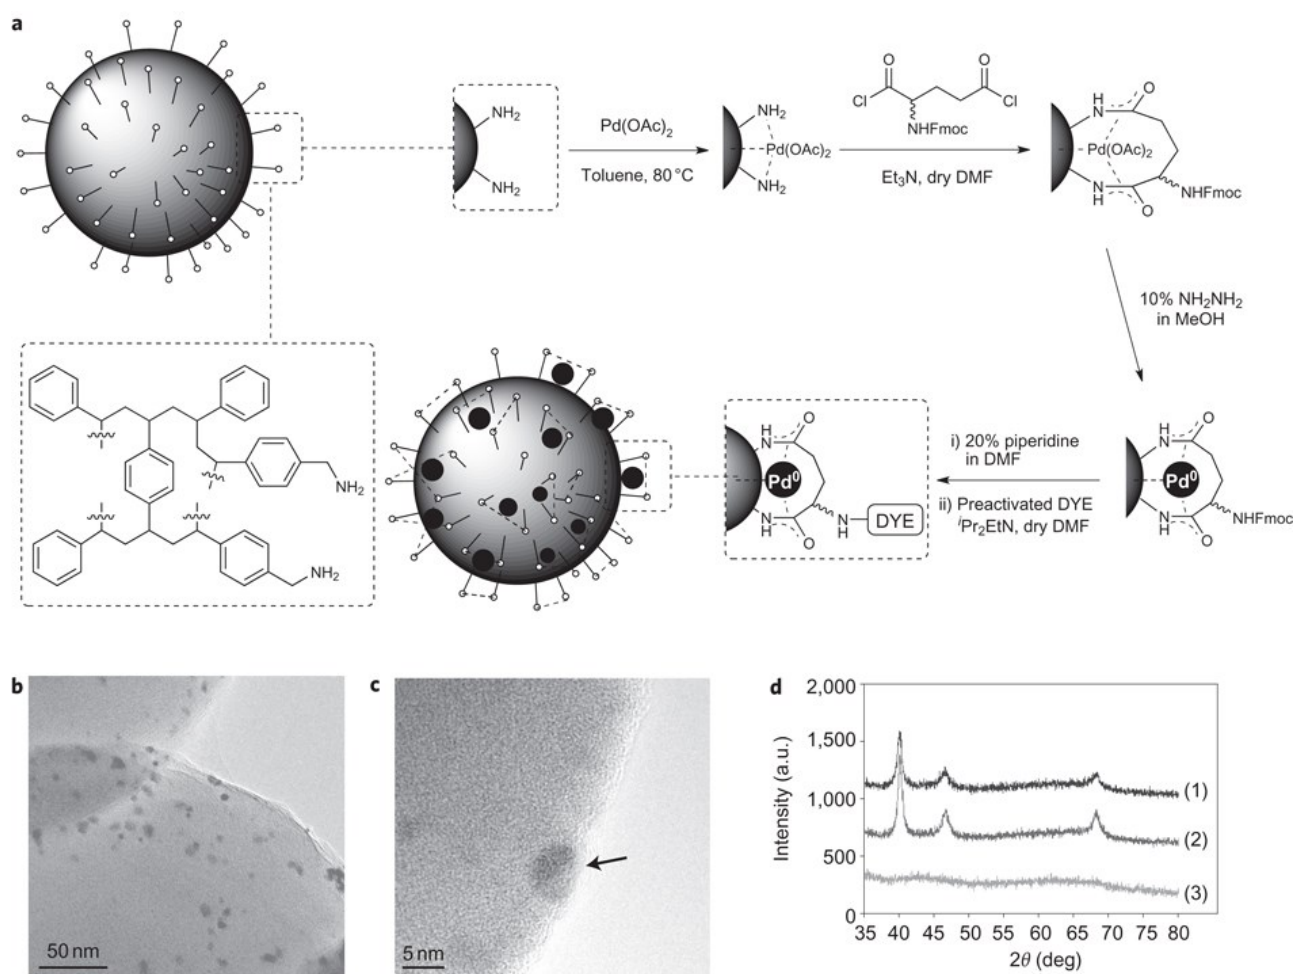 a
NH₂
NH₂
Pd(OAc)₂
Toluene, 80 °C
NH₂
Pd(OAc)₂
NH₂
O
O
Cl
Cl
NHFmoc
Et₃N, dry DMF
O
H
N
Pd(OAc)₂
N
H
O
NHFmoc
10% NH₂NH₂
in MeOH
NH₂
NH₂
H
N
O
Pd⁰
N
H
O
N
H
DYE
i) 20% piperidine
in DMF
ii) Preactivated DYE
ⁱPr₂EtN, dry DMF
H
N
O
Pd⁰
N
H
O
NHFmoc
b
50 nm
c
5 nm
d
2,000
1,500
1,000
500
0
Intensity (a.u.)
(1)
(2)
(3)
35 40 45 50 55 60 65 70 75 80
2θ (deg)